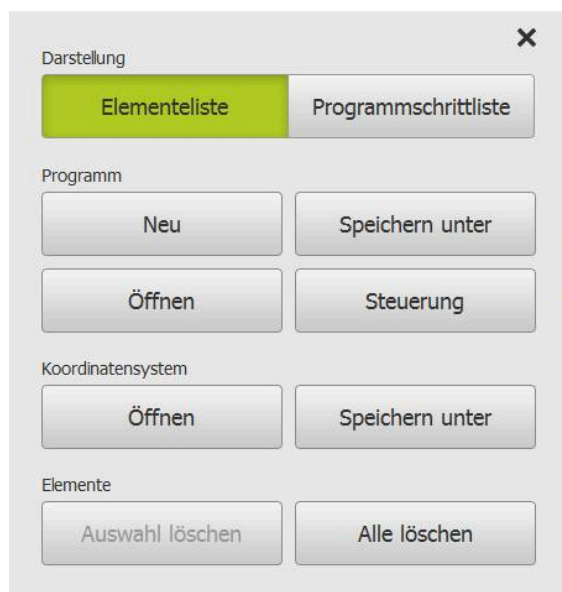 Darstellung
Elementeliste Programmschrittliste
Programm
Neu Speichern unter
Öffnen Steuerung
Koordinatensystem
Öffnen Speichern unter
Elemente
Auswahl löschen Alle löschen